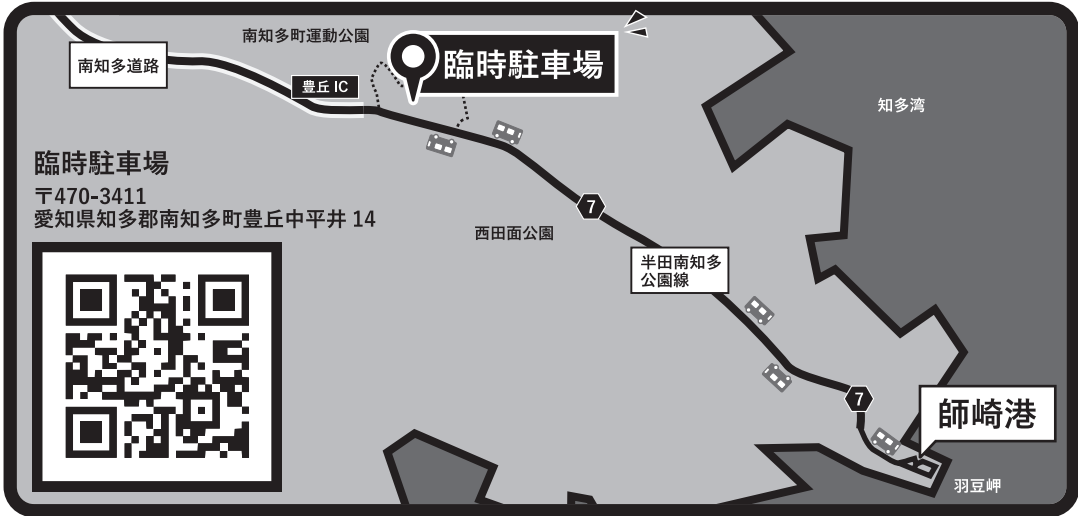 南知多町運動公園
臨時駐車場
南知多道路
豊丘 IC
知多湾
臨時駐車場
〒470-3411
愛知県知多郡南知多町豊丘中平井 14
7
西田面公園
半田南知多
公園線
7
師崎港
羽豆岬